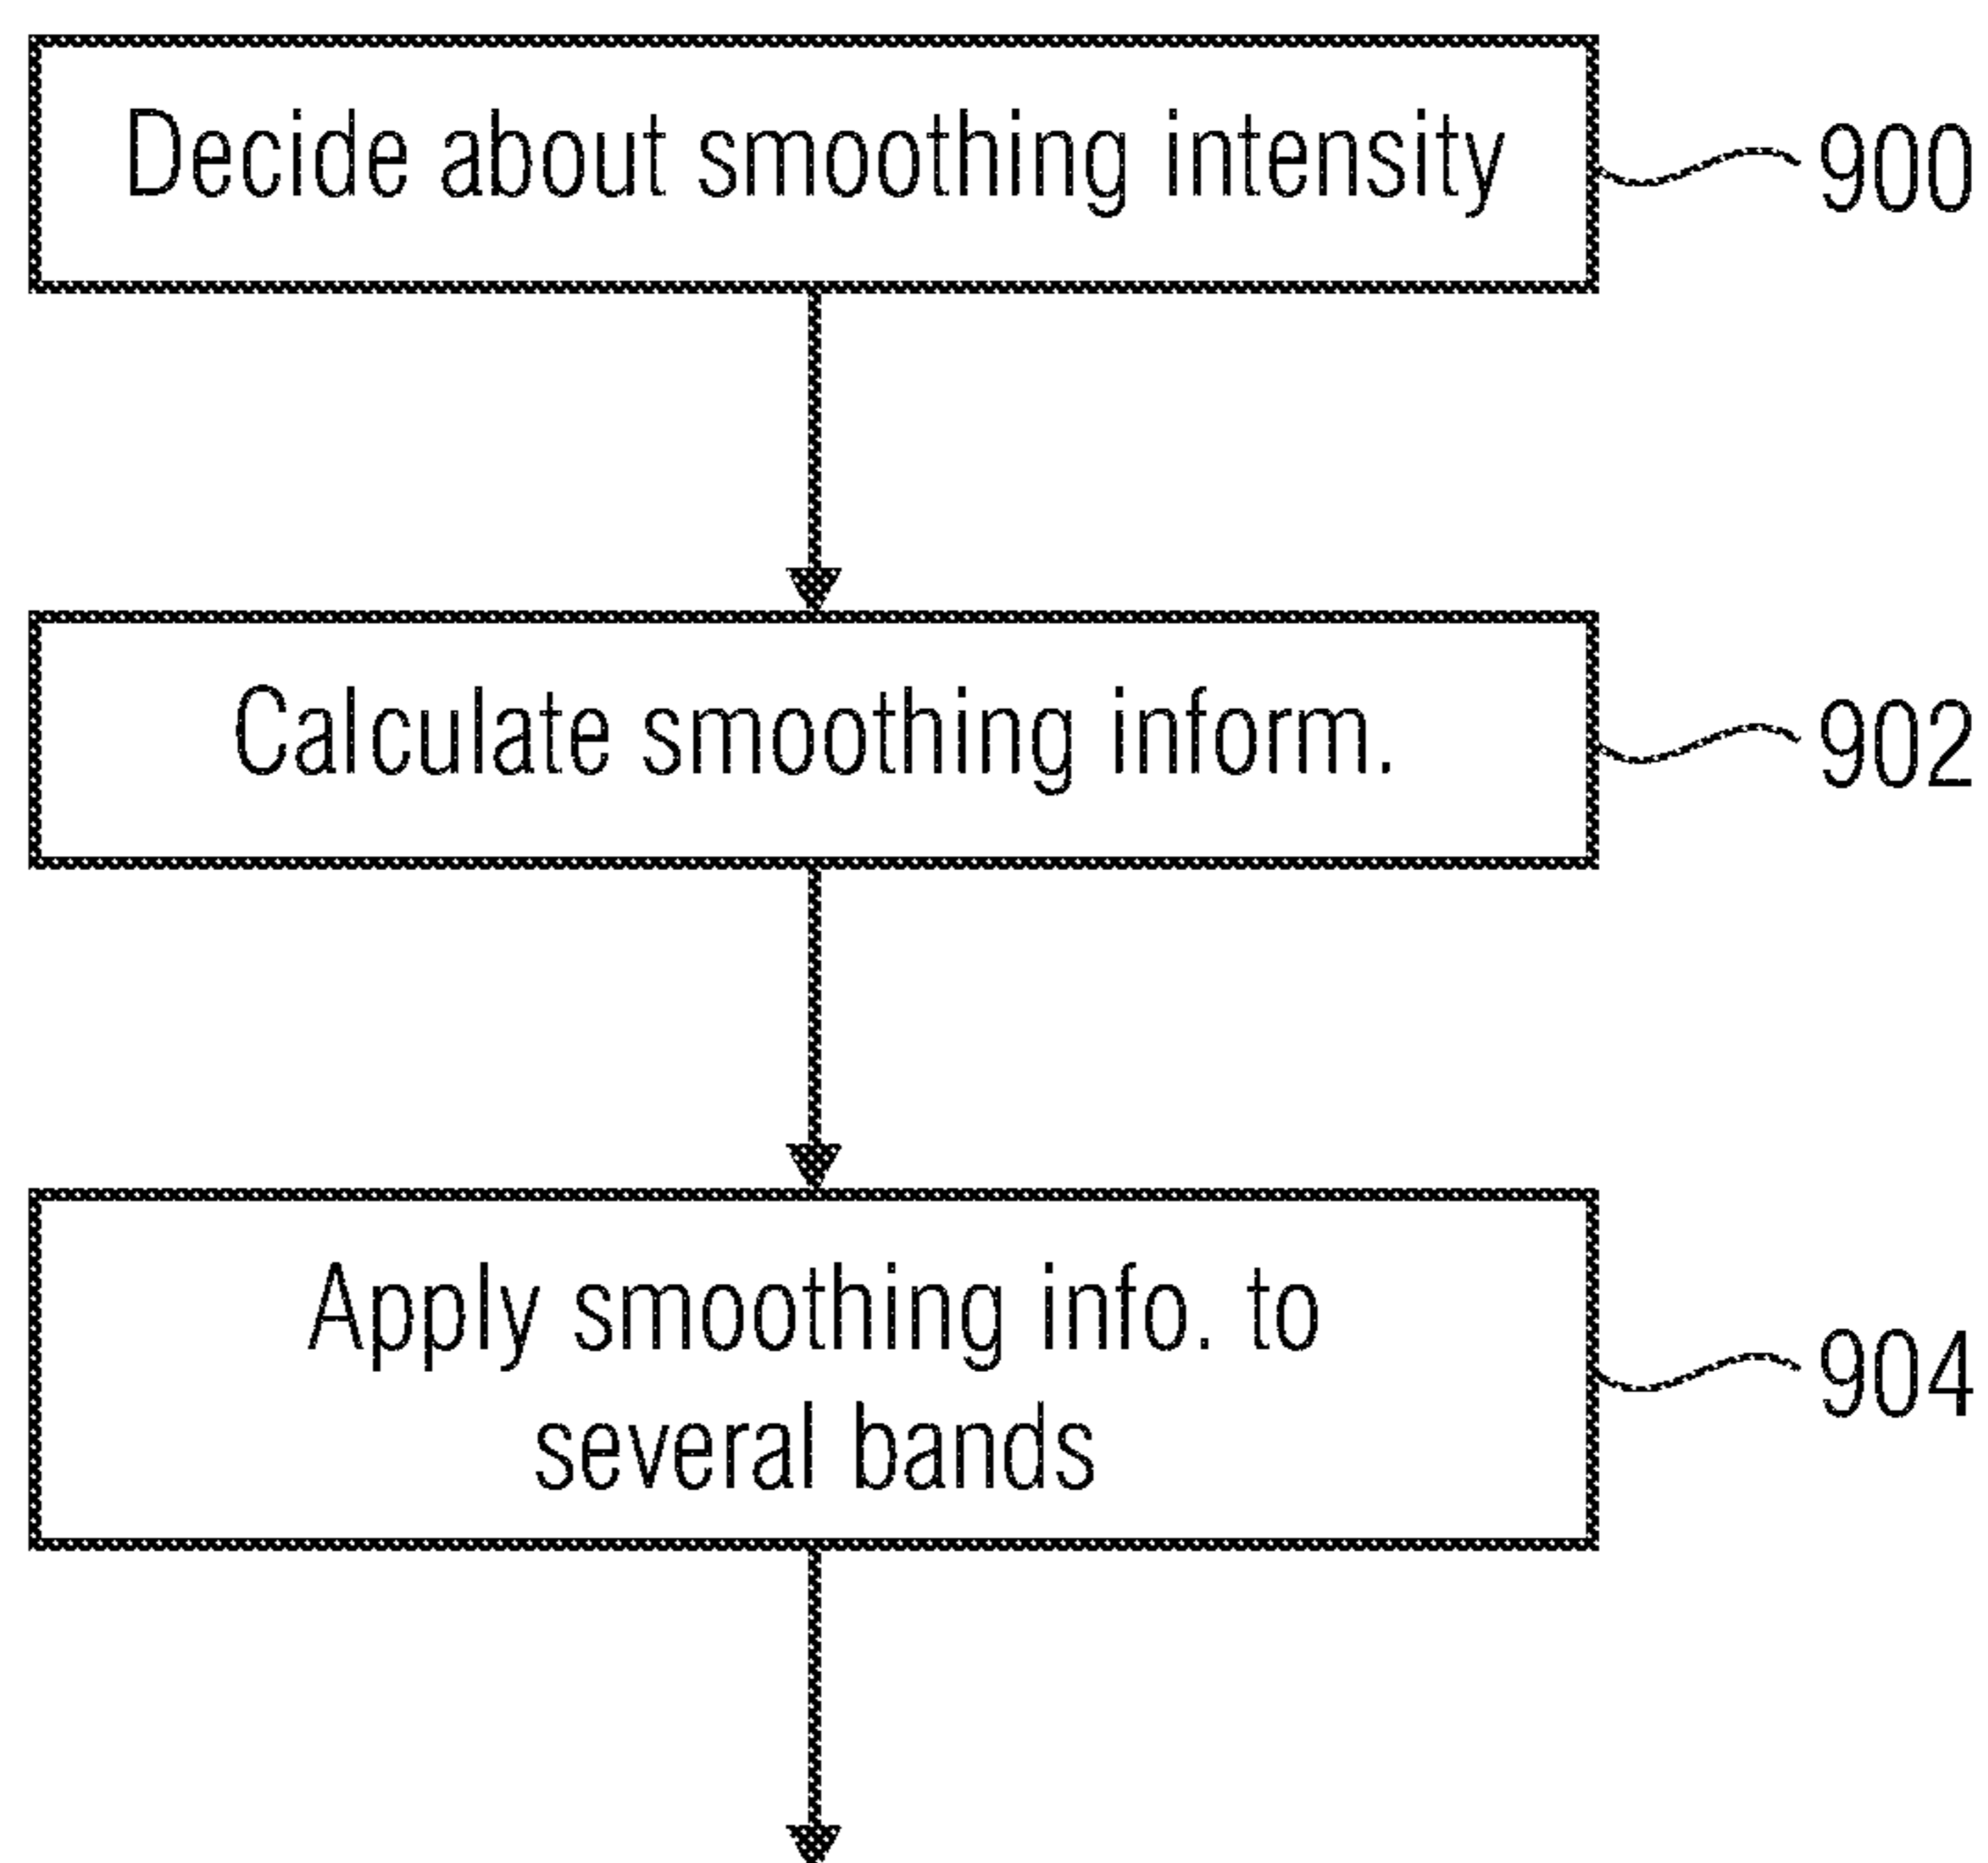 Decide about smoothing intensity
900
Calculate smoothing inform.
902
Apply smoothing info. to
several bands
904